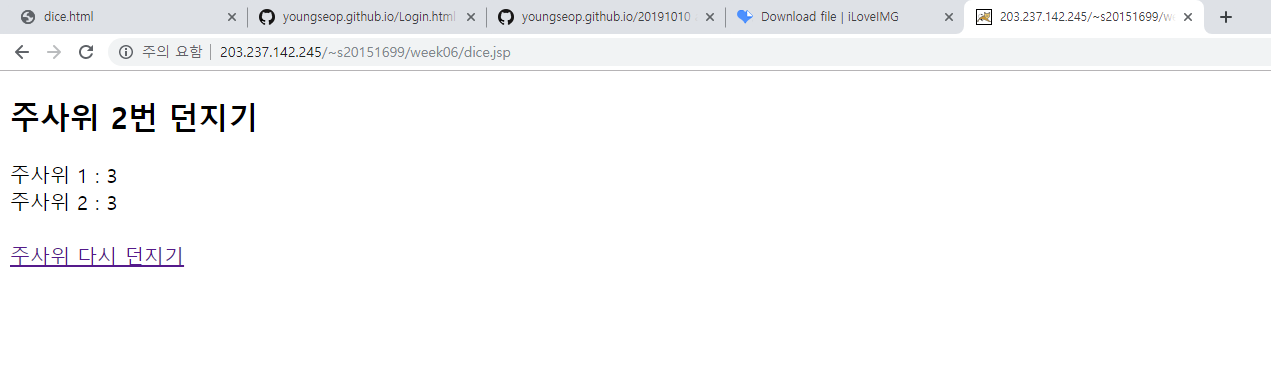 dice.html
youngseop.github.io/Login.html
youngseop.github.io/20191010
Download file | iLoveIMG
203.237.142.245/~s20151699/we
주의 요함
203.237.142.245/~s20151699/week06/dice.jsp
주사위 2번 던지기
주사위 1 : 3
주사위 2 : 3
주사위 다시 던지기